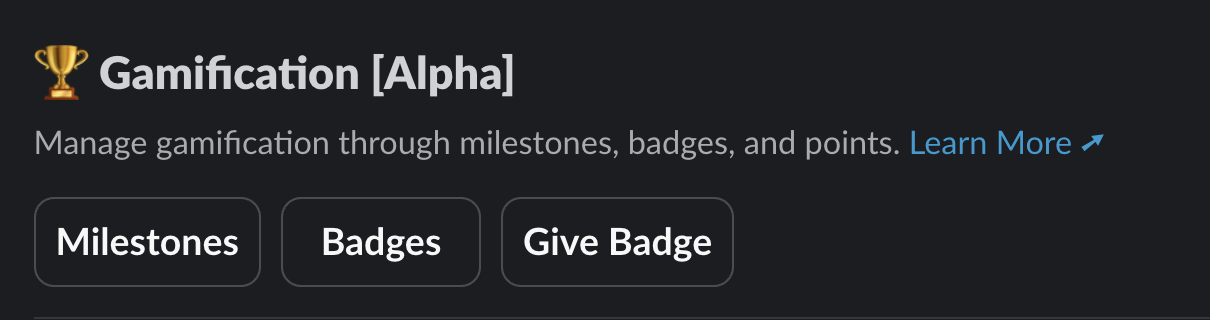 🏆 Gamification [Alpha]
Manage gamification through milestones, badges, and points. Learn More ↗
Milestones Badges Give Badge